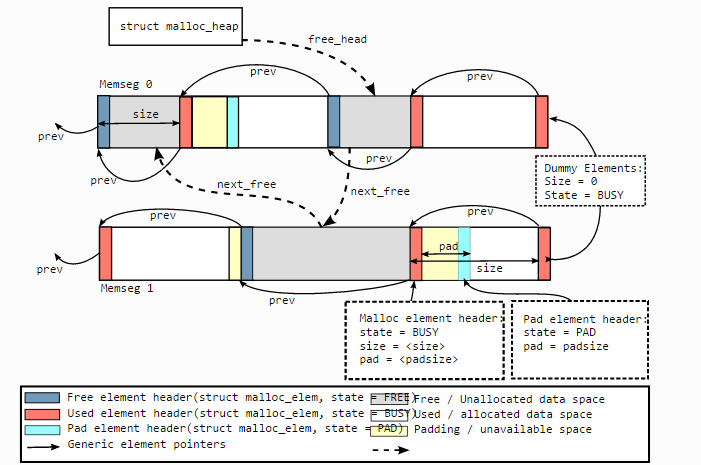 struct malloc_heap
free_head
prev
prev
Memseg 0
size
prev
prev
prev
next_free
next_free
Dummy Elements:
Size = 0
State = BUSY
prev
prev
pad
size
prev
Memseg 1
prev
Malloc element header:
state = BUSY
size = <size>
pad = <padsize>
Pad element header:
state = PAD
pad = padsize
Free element header(struct malloc_elem, state = FREE)
Free / Unallocated data space
Used element header(struct malloc_elem, state = BUSY)
Used / allocated data space
Pad element header(struct malloc_elem, state = PAD)
Padding / unavailable space
Generic element pointers